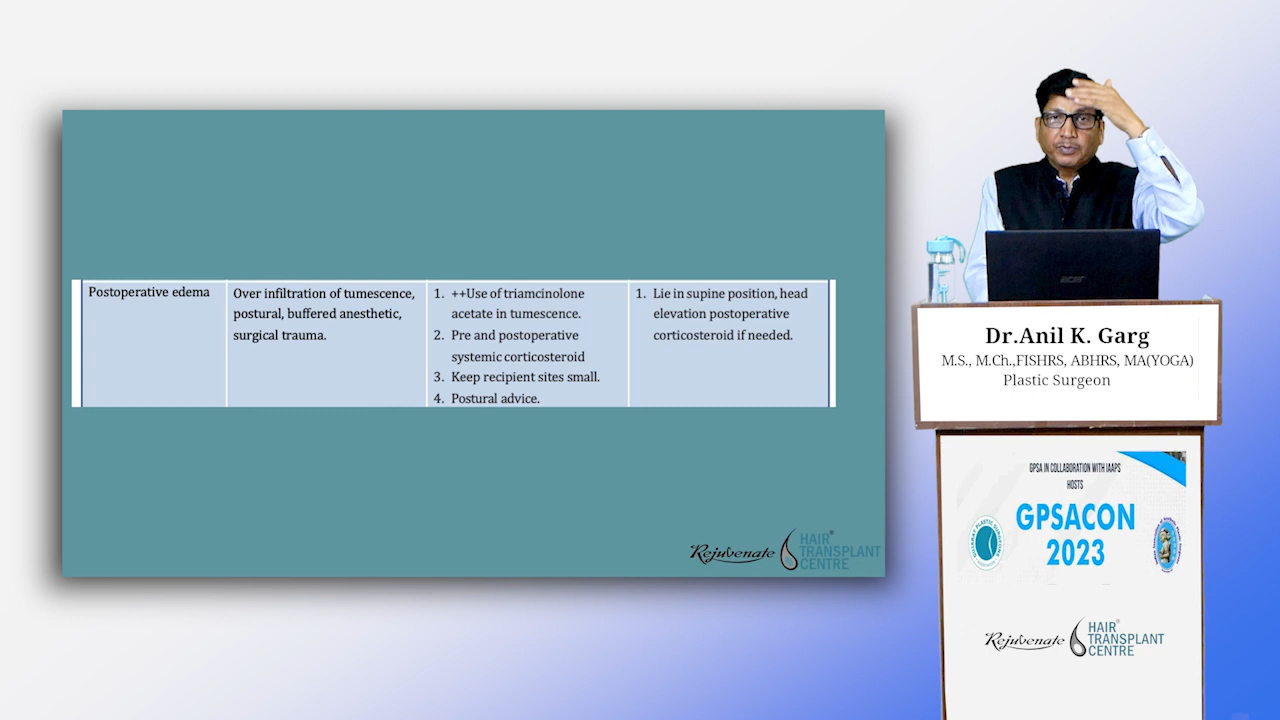 Postoperative edema
Over infiltration of tumescence,
postural, buffered anesthetic,
surgical trauma.
1. ++Use of triamcinolone
acetate in tumescence.
2. Pre and postoperative
systemic corticosteroid
3. Keep recipient sites small.
4. Postural advice.
1. Lie in supine position, head
elevation postoperative
corticosteroid if needed.
Rejuvenate HAIR®
TRANSPLANT
CENTRE
acer
Dr.Anil K. Garg
M.S., M.Ch.,FISHRS, ABHRS, MA(YOGA)
Plastic Surgeon
GPSA IN COLLABORATION WITH IAAPS
HOSTS
GPSACON
2023
Rejuvenate HAIR®
TRANSPLANT
CENTRE